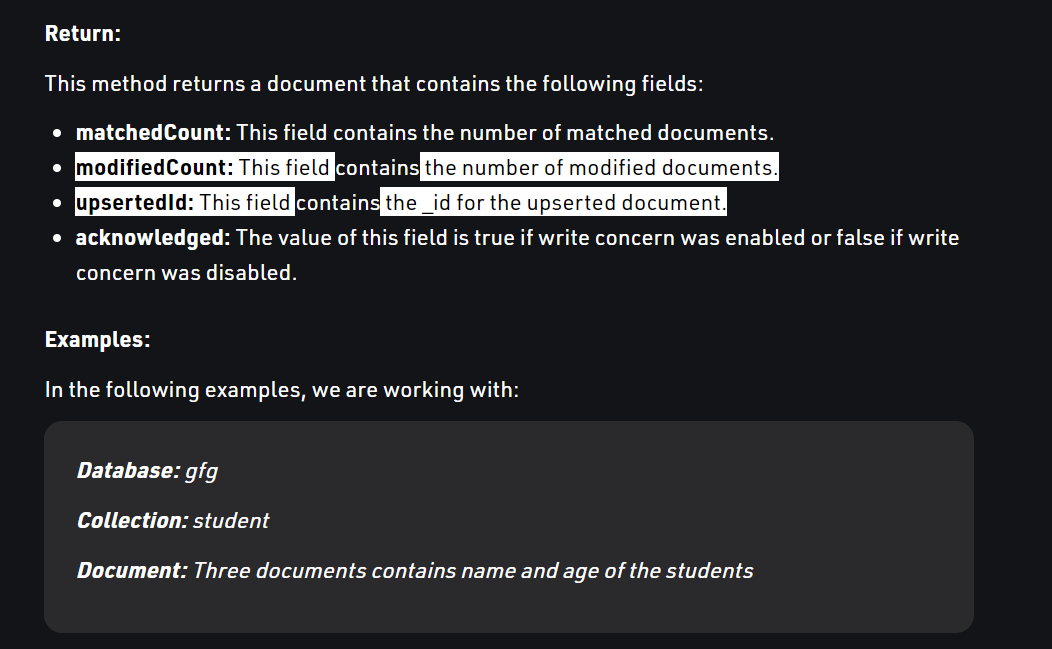 Return:
This method returns a document that contains the following fields:
matchedCount: This field contains the number of matched documents.
modifiedCount: This field contains the number of modified documents.
upsertedId: This field contains the _id for the upserted document.
acknowledged: The value of this field is true if write concern was enabled or false if write
concern was disabled.
Examples:
In the following examples, we are working with:
Database: gfg
Collection: student
Document: Three documents contains name and age of the students